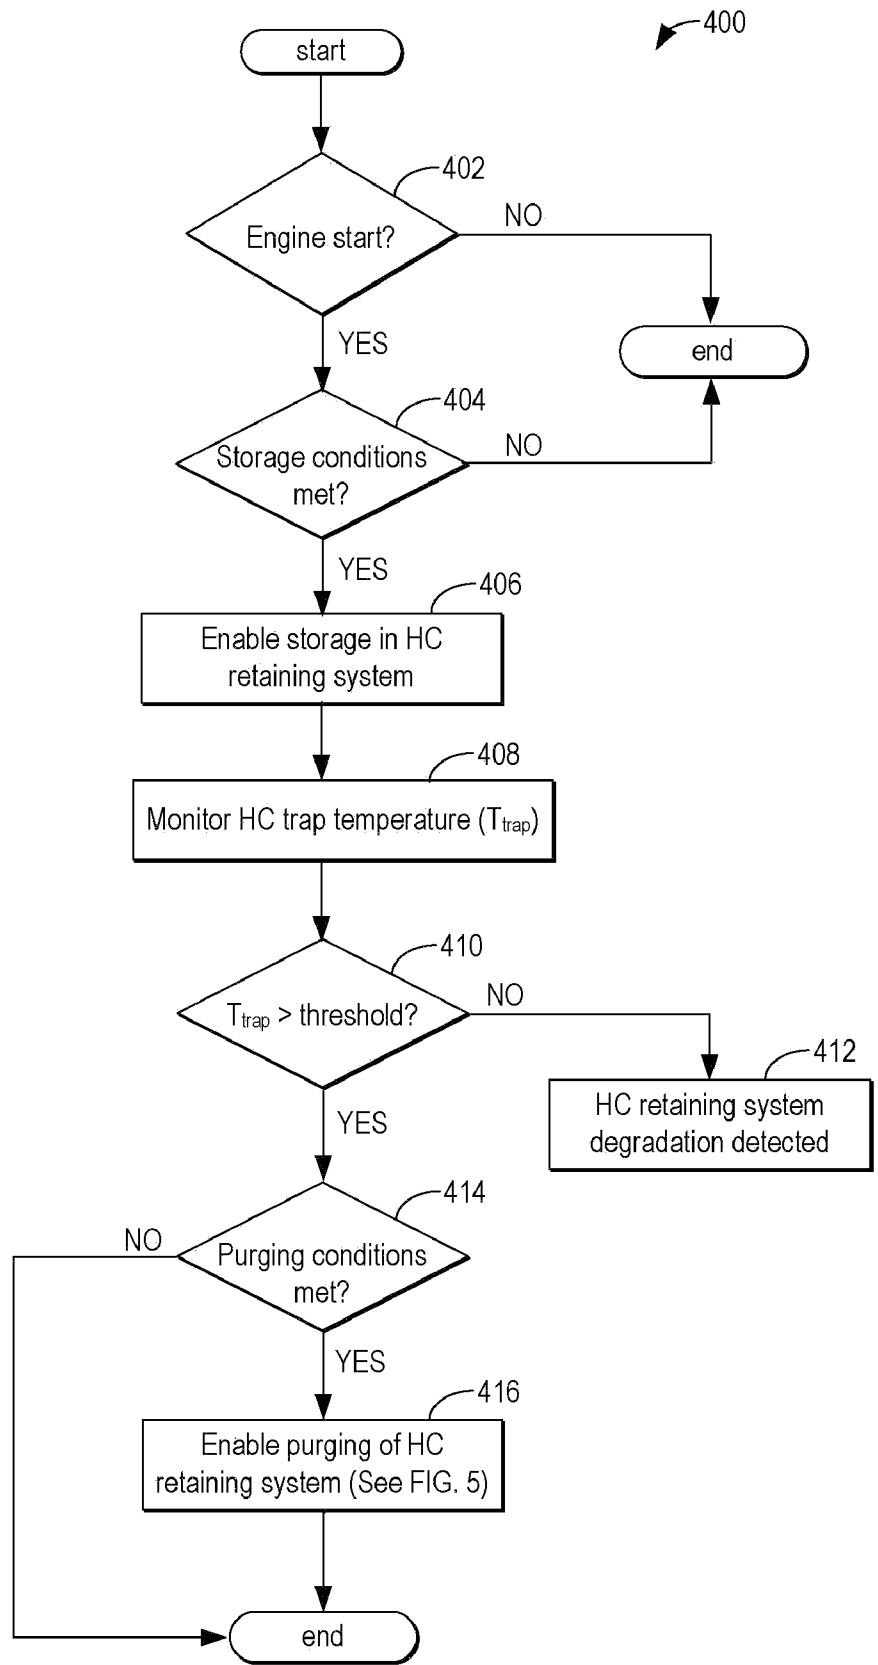 400
start
402
Engine start?
NO
YES
end
404
Storage conditions
met?
NO
YES
406
Enable storage in HC
retaining system
408
Monitor HC trap temperature (Ttrap)
410
Ttrap > threshold?
NO
YES
412
HC retaining system
degradation detected
414
Purging conditions
met?
NO
YES
416
Enable purging of HC
retaining system (See FIG. 5)
end